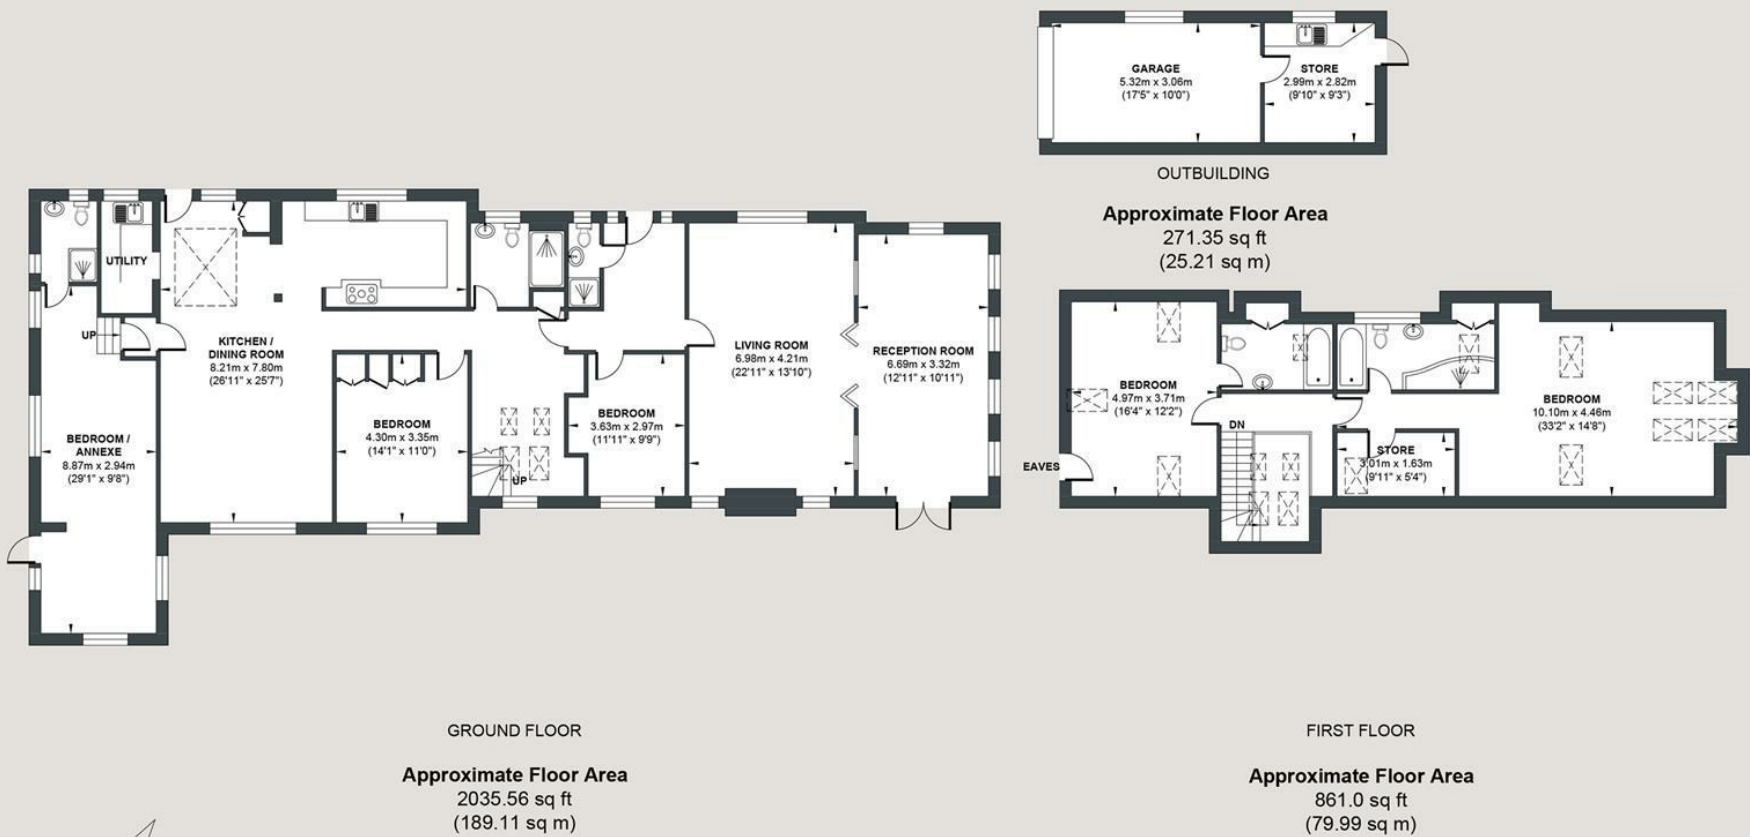 GARAGE
5.32m x 3.06m
(17'5" x 10'0")
STORE
2.99m x 2.82m
(9'10" x 9'3")
OUTBUILDING
Approximate Floor Area
271.35 sq ft
(25.21 sq m)
UTILITY
UP
KITCHEN /
DINING ROOM
8.21m x 7.80m
(26'11" x 25'7")
BEDROOM /
ANNEXE
8.87m x 2.94m
(29'1" x 9'8")
BEDROOM
4.30m x 3.35m
(14'1" x 11'0")
UP
BEDROOM
3.63m x 2.97m
(11'11" x 9'9")
LIVING ROOM
6.98m x 4.21m
(22'11" x 13'10")
RECEPTION ROOM
6.69m x 3.32m
(12'11" x 10'11")
EAVES
BEDROOM
4.97m x 3.71m
(16'4" x 12'2")
DN
STORE
3.01m x 1.63m
(9'11" x 5'4")
BEDROOM
10.10m x 4.46m
(33'2" x 14'8")
GROUND FLOOR
Approximate Floor Area
2035.56 sq ft
(189.11 sq m)
FIRST FLOOR
Approximate Floor Area
861.0 sq ft
(79.99 sq m)